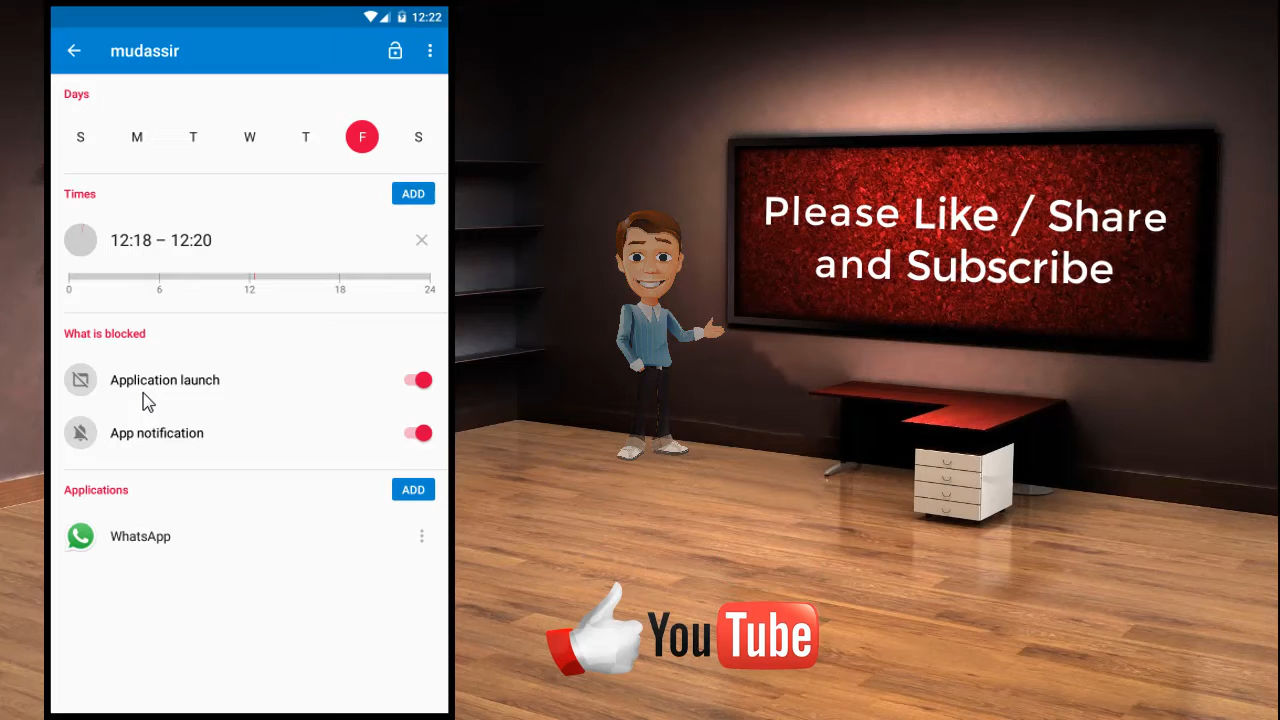 12:22
mudassir
Days
S M T W T F S
Times ADD
12:18 – 12:20
0 6 12 18 24
What is blocked
Application launch
App notification
Applications ADD
WhatsApp
Please Like / Share
and Subscribe
YouTube